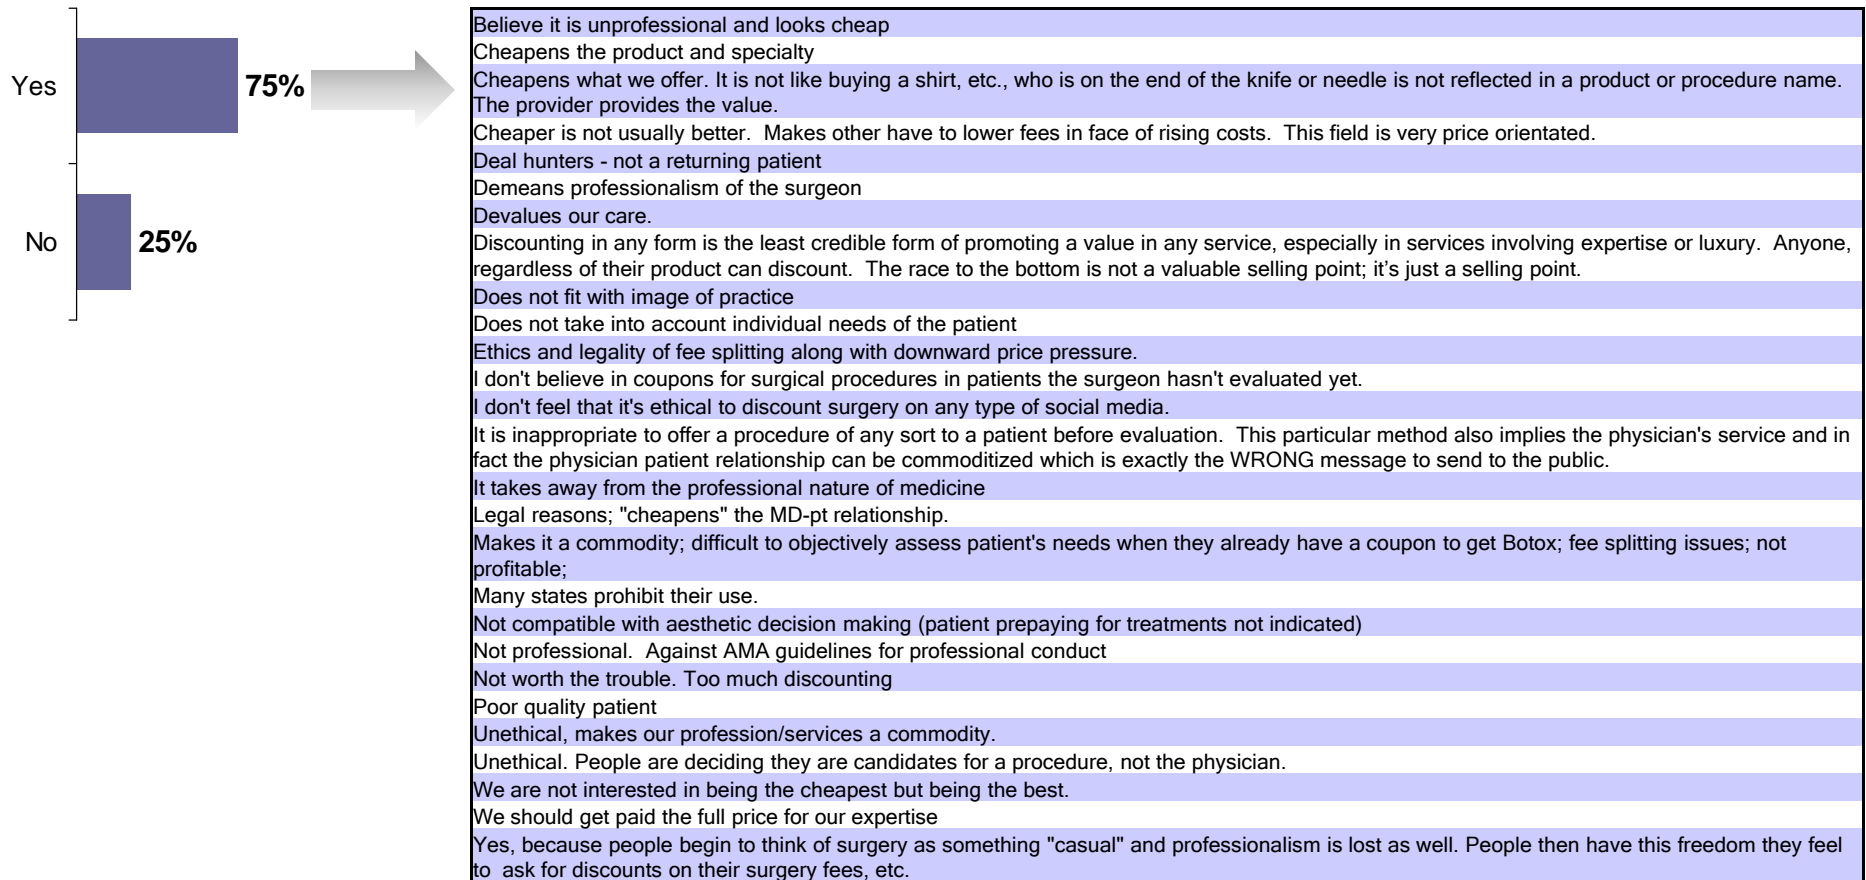 Yes
75%
No
25%
Believe it is unprofessional and looks cheap
Cheapens the product and specialty
Cheapens what we offer. It is not like buying a shirt, etc., who is on the end of the knife or needle is not reflected in a product or procedure name.
The provider provides the value.
Cheaper is not usually better.  Makes other have to lower fees in face of rising costs.  This field is very price orientated.
Deal hunters - not a returning patient
Demeans professionalism of the surgeon
Devalues our care.
Discounting in any form is the least credible form of promoting a value in any service, especially in services involving expertise or luxury.  Anyone,
regardless of their product can discount.  The race to the bottom is not a valuable selling point; it's just a selling point.
Does not fit with image of practice
Does not take into account individual needs of the patient
Ethics and legality of fee splitting along with downward price pressure.
I don't believe in coupons for surgical procedures in patients the surgeon hasn't evaluated yet.
I don't feel that it's ethical to discount surgery on any type of social media.
It is inappropriate to offer a procedure of any sort to a patient before evaluation.  This particular method also implies the physician's service and in
fact the physician patient relationship can be commoditized which is exactly the WRONG message to send to the public.
It takes away from the professional nature of medicine
Legal reasons; "cheapens" the MD-pt relationship.
Makes it a commodity; difficult to objectively assess patient's needs when they already have a coupon to get Botox; fee splitting issues; not
profitable;
Many states prohibit their use.
Not compatible with aesthetic decision making (patient prepaying for treatments not indicated)
Not professional.  Against AMA guidelines for professional conduct
Not worth the trouble. Too much discounting
Poor quality patient
Unethical, makes our profession/services a commodity.
Unethical. People are deciding they are candidates for a procedure, not the physician.
We are not interested in being the cheapest but being the best.
We should get paid the full price for our expertise
Yes, because people begin to think of surgery as something "casual" and professionalism is lost as well. People then have this freedom they feel
to  ask for discounts on their surgery fees, etc.